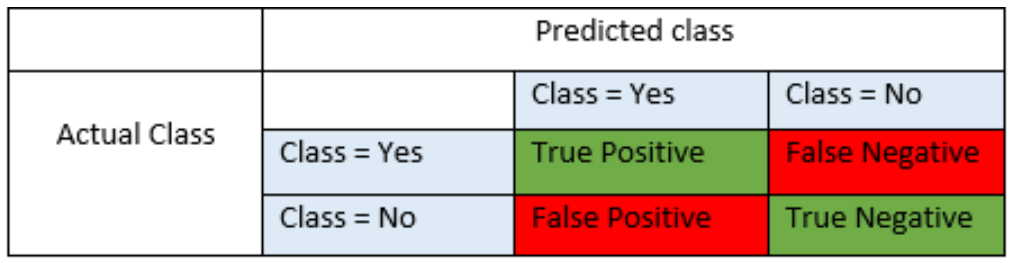 Predicted class
Class = Yes Class = No
Actual Class
Class = Yes True Positive False Negative
Class = No False Positive True Negative